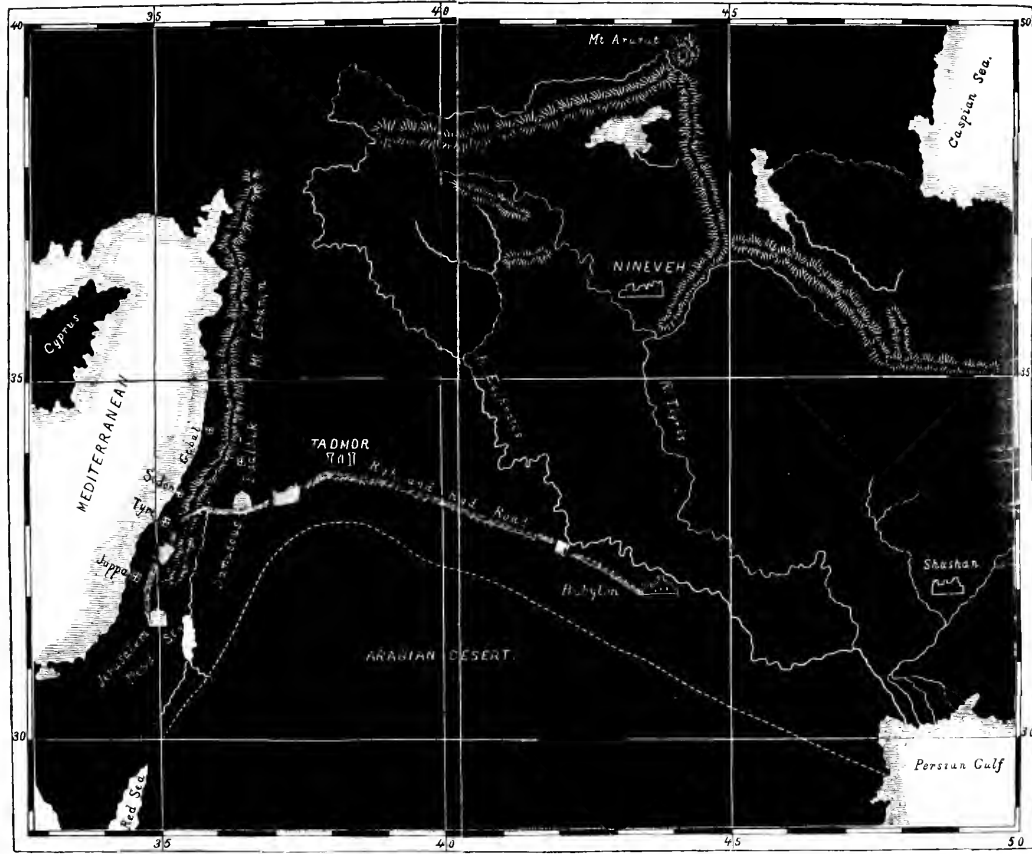 35
40
45
40
50
Mt Ararat
Caspian Sea.
NINEVEH
Cyprus
Mt Lebanon
MEDITERRANEAN
35
35
R. Euphrates
R. Tigris
Gebal
TADMOR
Sidon
Tyre
Road
Joppa
Damascus
Shushan
Babylon
Jerusalem
ARABIAN DESERT.
30
30
Persian Gulf
Red Sea
35
40
45
50